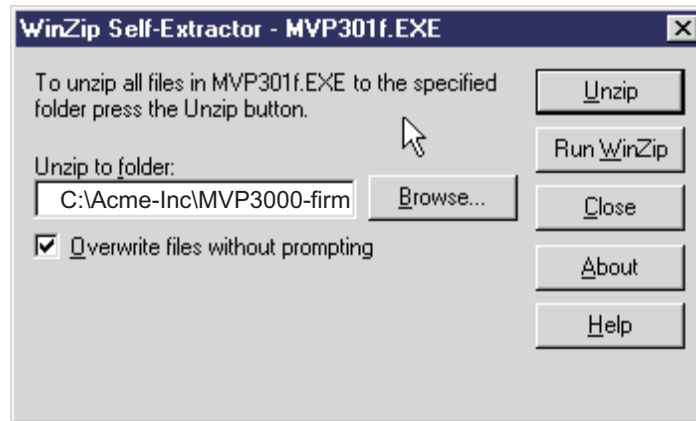 WinZip Self-Extractor - MVP301f.EXE
To unzip all files in MVP301f.EXE to the specified
folder press the Unzip button.
Unzip to folder:
C:\Acme-Inc\MVP3000-firm
Browse...
Overwrite files without prompting
Unzip
Run WinZip
Close
About
Help